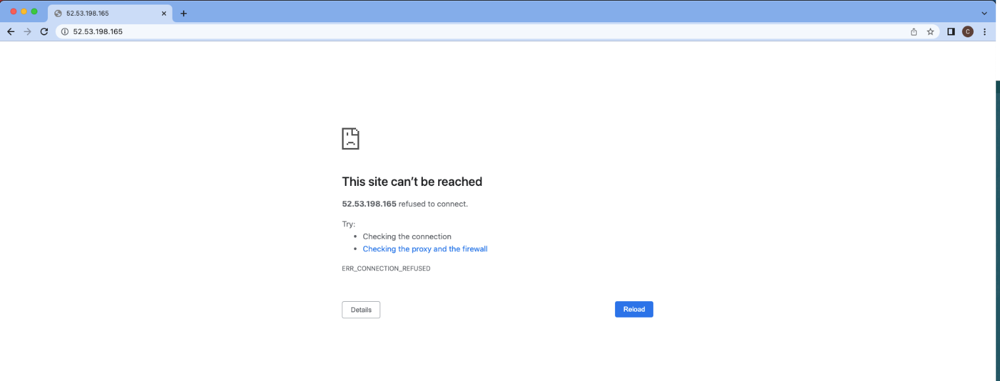 52.53.198.165
52.53.198.165
C
This site can’t be reached
52.53.198.165 refused to connect.
Try:
• Checking the connection
• Checking the proxy and the firewall
ERR_CONNECTION_REFUSED
Details
Reload